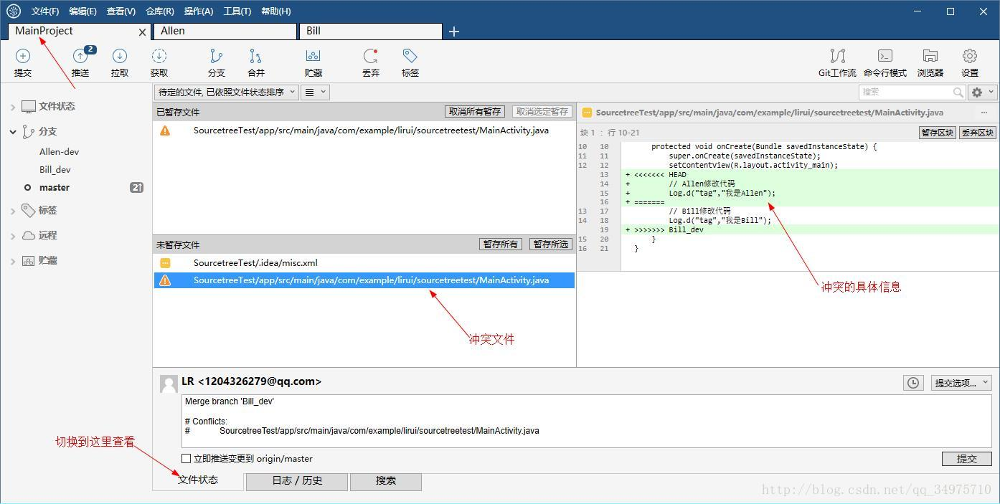 文件(F) 编辑(E) 查看(V) 仓库(R) 操作(A) 工具(T) 帮助(H)
MainProject Allen Bill
2
提交 推送 拉取 获取 分支 合并 贮藏 丢弃 标签 Git工作流 命令行模式 浏览器 设置
待定的文件, 已依照文件状态排序
搜索
文件状态
分支
Allen-dev
Bill_dev
master 2↑
标签
远程
贮藏
已暂存文件 取消所有暂存 取消选定暂存
SourcetreeTest/app/src/main/java/com/example/lirui/sourcetreetest/MainActivity.java
未暂存文件 暂存所有 暂存所选
SourcetreeTest/.idea/misc.xml
SourcetreeTest/app/src/main/java/com/example/lirui/sourcetreetest/MainActivity.java
冲突文件
SourcetreeTest/app/src/main/java/com/example/lirui/sourcetreetest/MainActivity.java
块 1 : 行 10-21 暂存区块 丢弃区块
10 10 protected void onCreate(Bundle savedInstanceState) {
11 11 super.onCreate(savedInstanceState);
12 12 setContentView(R.layout.activity_main);
13 + <<<<<<< HEAD
14 + // Allen修改代码
15 + Log.d("tag","我是Allen");
16 + =======
13 17 // Bill修改代码
14 18 Log.d("tag","我是Bill");
19 + >>>>>>> Bill_dev
15 20 }
16 21 }
冲突的具体信息
LR <1204326279@qq.com>
提交选项...
Merge branch 'Bill_dev'
# Conflicts:
# SourcetreeTest/app/src/main/java/com/example/lirui/sourcetreetest/MainActivity.java
切换到这里查看
立即推送变更到 origin/master
提交
文件状态 日志 / 历史 搜索
http://blog.csdn.net/qq_34975710